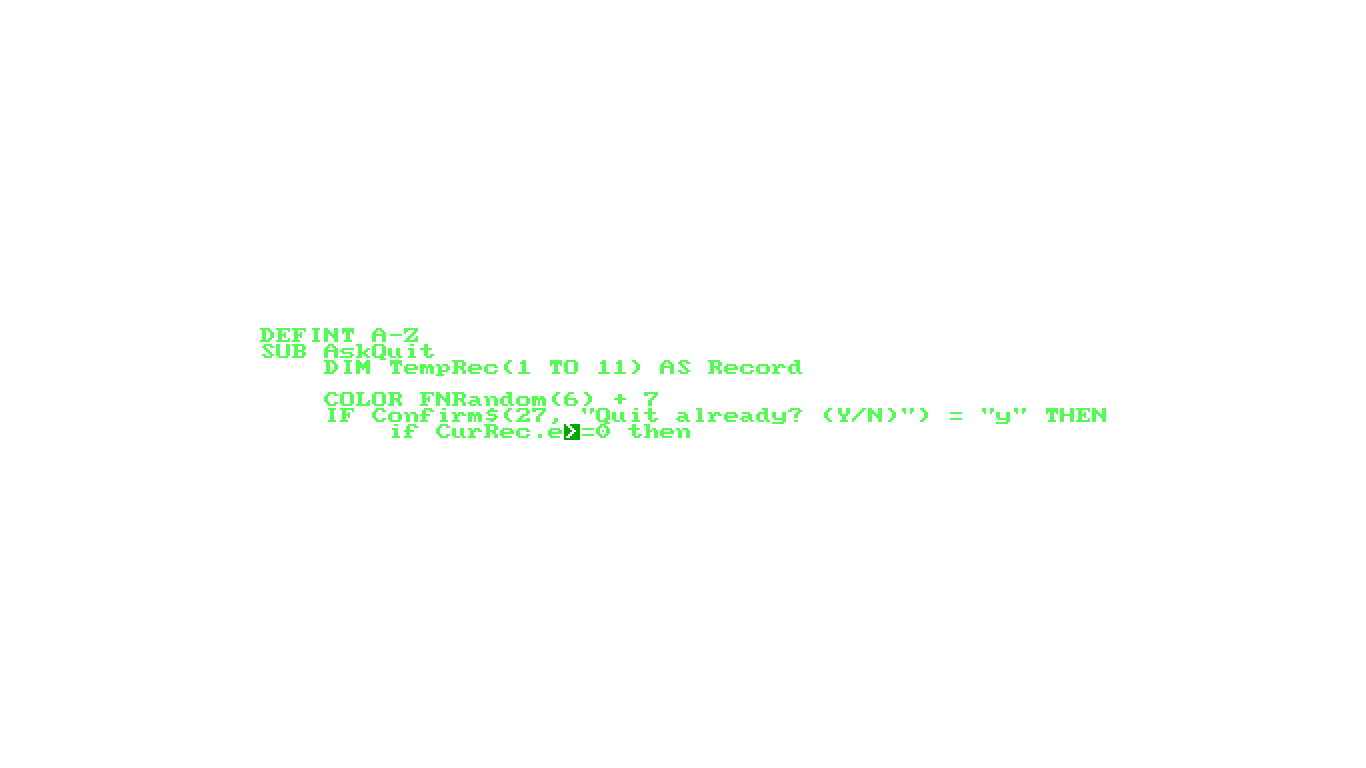 DEFINT A-Z
SUB AskQuit
DIM TempRec(1 TO 11) AS Record
COLOR FNRandom(6) + 7
IF Confirm$(27, "Quit already? (Y/N)") = "y" THEN
if CurRec.e>=0 then